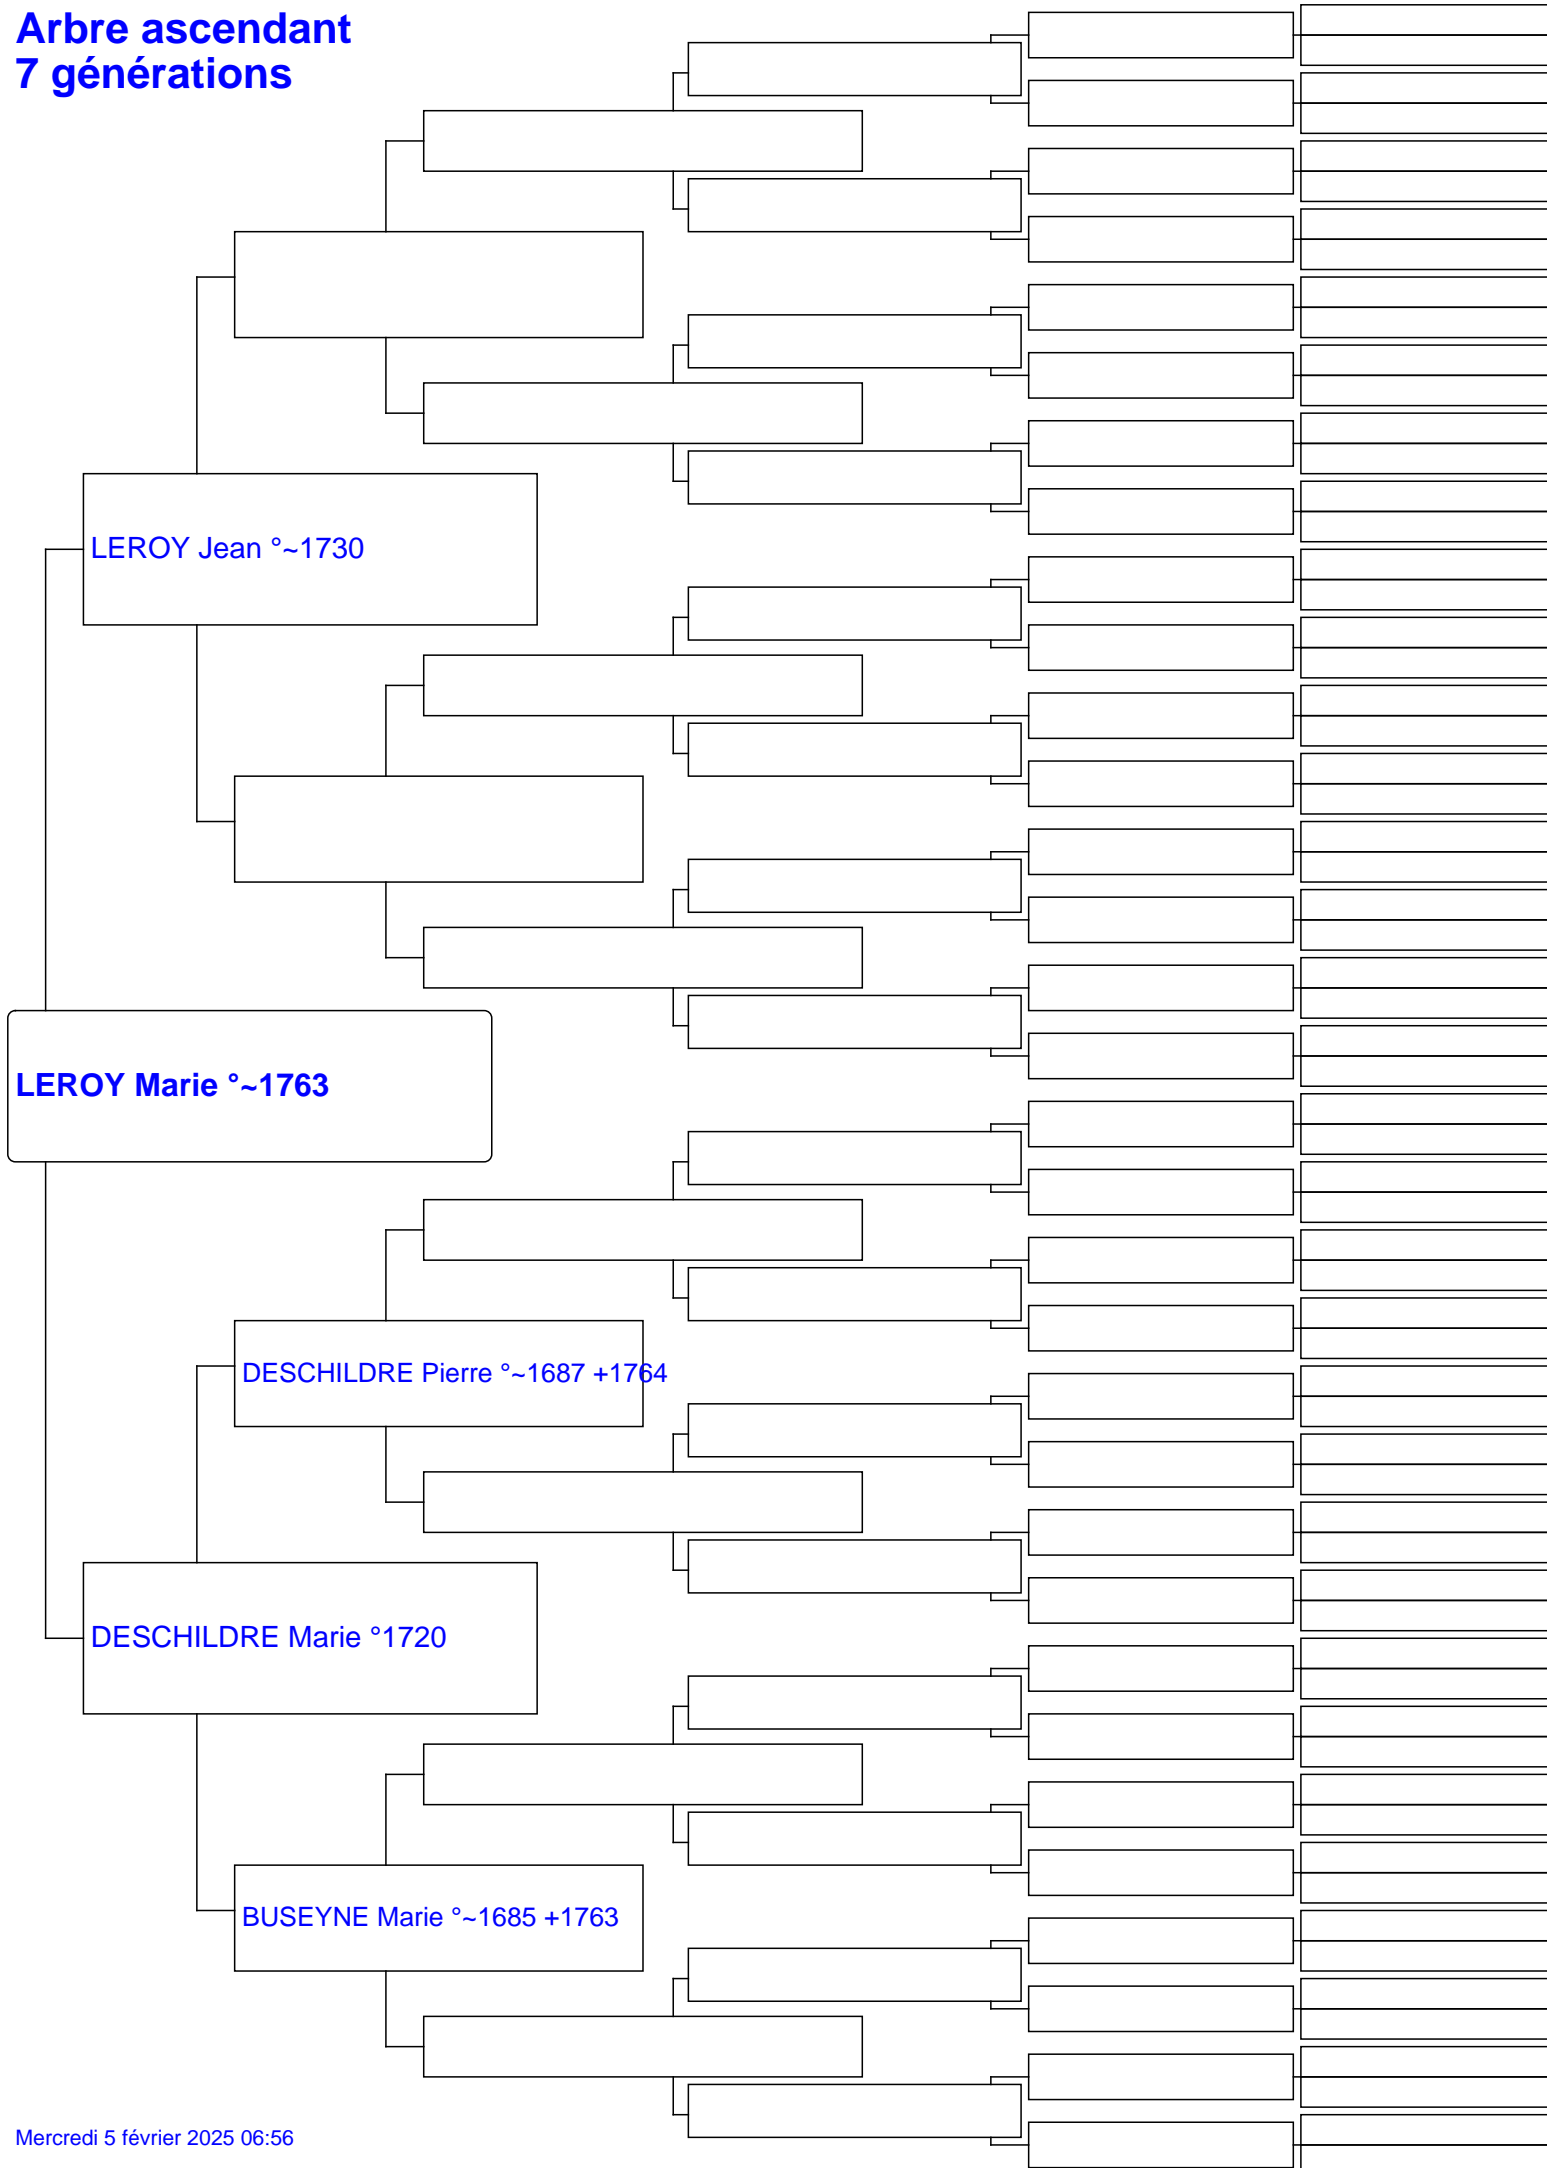 Arbre ascendant
7 générations
LEROY Jean °~1730
LEROY Marie °~1763
DESCHILDRE Pierre °~1687 +1764
DESCHILDRE Marie °1720
BUSEYNE Marie °~1685 +1763
Mercredi 5 février 2025 06:56